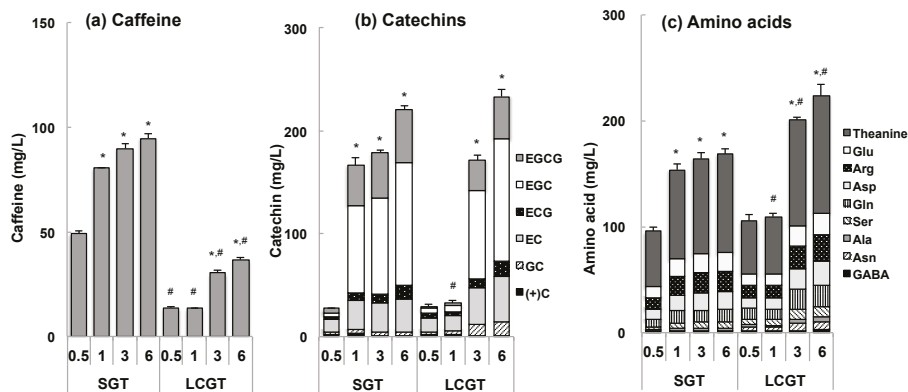 (a) Caffeine
Caffeine (mg/L)
150
100
50
0
* * * *
# # *,# *,#
0.5 1 3 6 0.5 1 3 6
SGT LCGT
(b) Catechins
Catechin (mg/L)
300
200
100
0
* * *
# * *
EGCG
EGC
ECG
EC
GC
(+)C
0.5 1 3 6 0.5 1 3 6
SGT LCGT
(c) Amino acids
Amino acid (mg/L)
300
200
100
0
* * *
# *,# *,#
Theanine
Glu
Arg
Asp
Gln
Ser
Ala
Asn
GABA
0.5 1 3 6 0.5 1 3 6
SGT LCGT